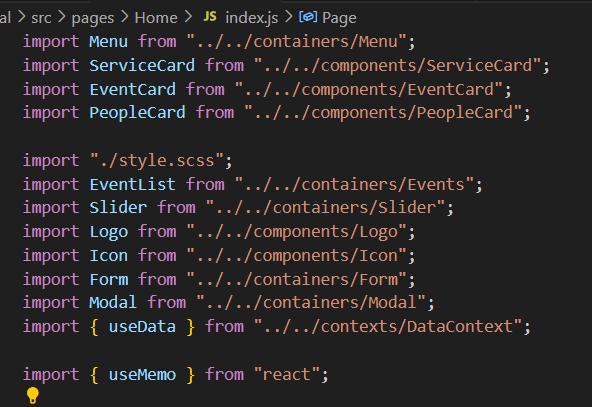 al > src > pages > Home > JS index.js > Page
import Menu from "../../containers/Menu";
import ServiceCard from "../../components/ServiceCard";
import EventCard from "../../components/EventCard";
import PeopleCard from "../../components/PeopleCard";
import "./style.scss";
import EventList from "../../containers/Events";
import Slider from "../../containers/Slider";
import Logo from "../../components/Logo";
import Icon from "../../components/Icon";
import Form from "../../containers/Form";
import Modal from "../../containers/Modal";
import { useData } from "../../contexts/DataContext";
import { useMemo } from "react";